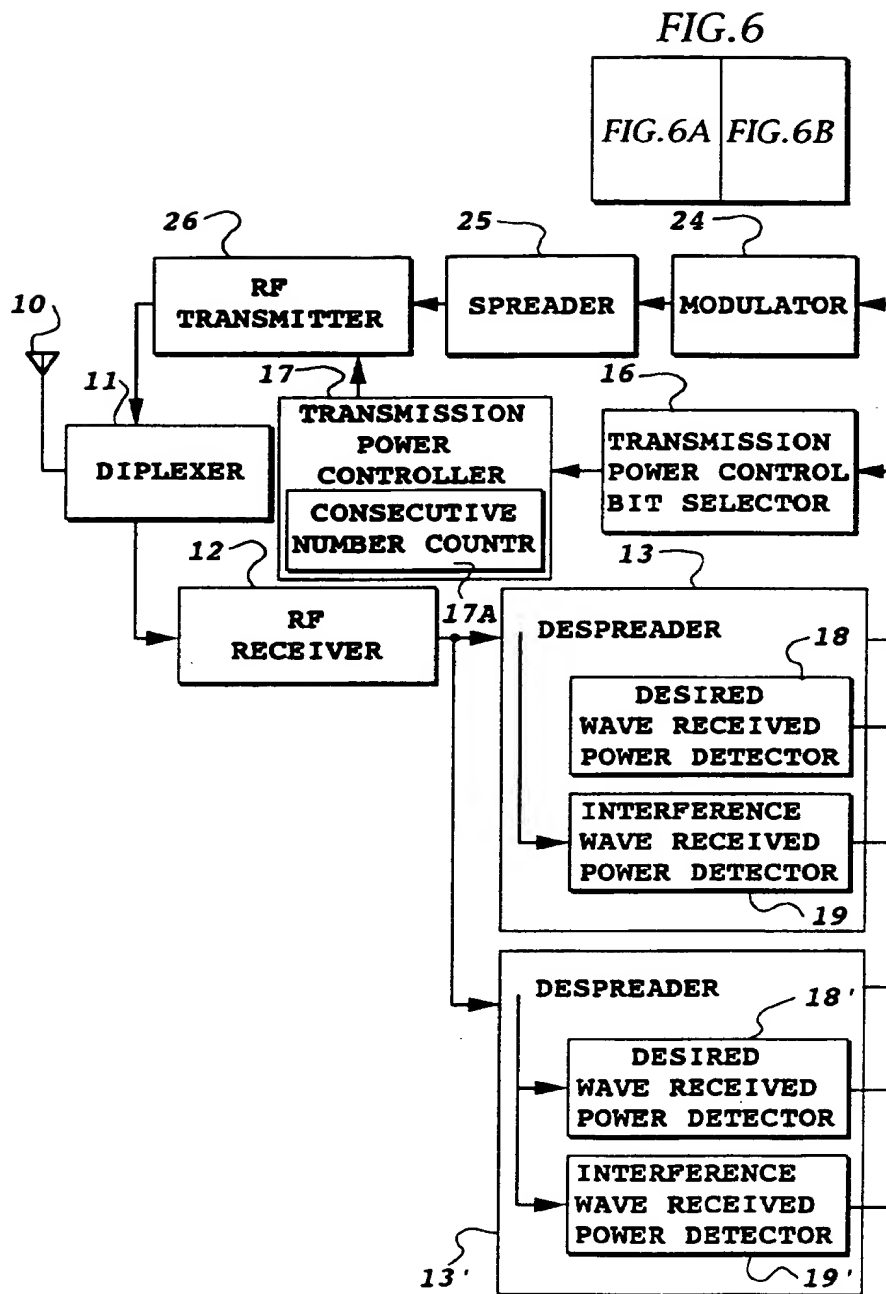 FIG.6
FIG.6A FIG.6B
26 25 24
RF
TRANSMITTER
SPREADER
MODULATOR
10
11
DIPLEXER
17
TRANSMISSION
POWER
CONTROLLER
CONSECUTIVE
NUMBER COUNTR
17A
16
TRANSMISSION
POWER CONTROL
BIT SELECTOR
12
RF
RECEIVER
13
DESPREADER
18
DESIRED
WAVE RECEIVED
POWER DETECTOR
INTERFERENCE
WAVE RECEIVED
POWER DETECTOR
19
DESPREADER
18'
DESIRED
WAVE RECEIVED
POWER DETECTOR
INTERFERENCE
WAVE RECEIVED
POWER DETECTOR
13'
19'